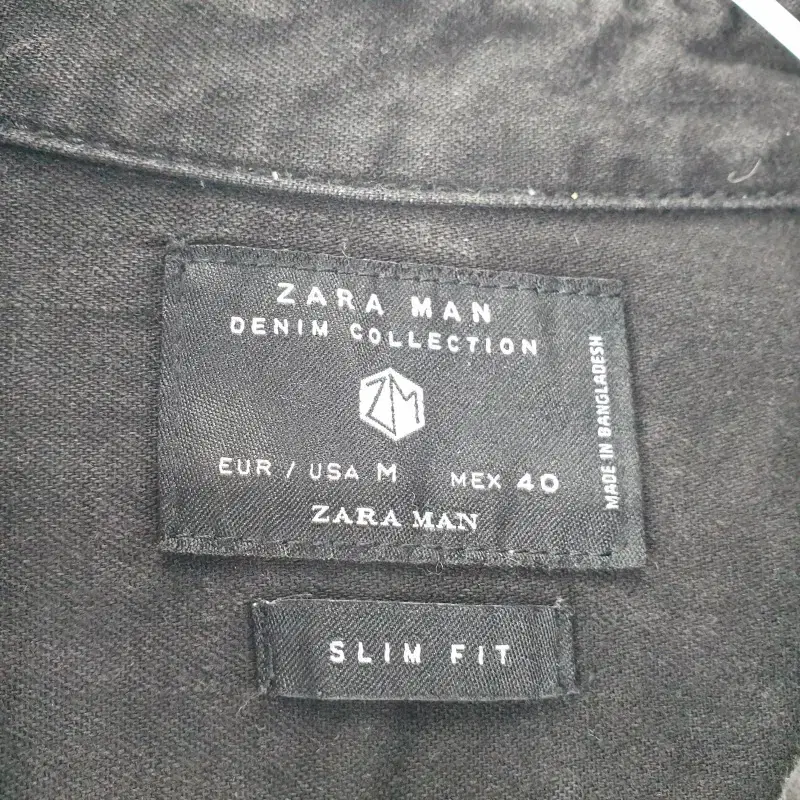 ZARA MAN
DENIM COLLECTION
ZM
EUR / USA M MEX 40
ZARA MAN
MADE IN BANGLADESH
SLIM FIT